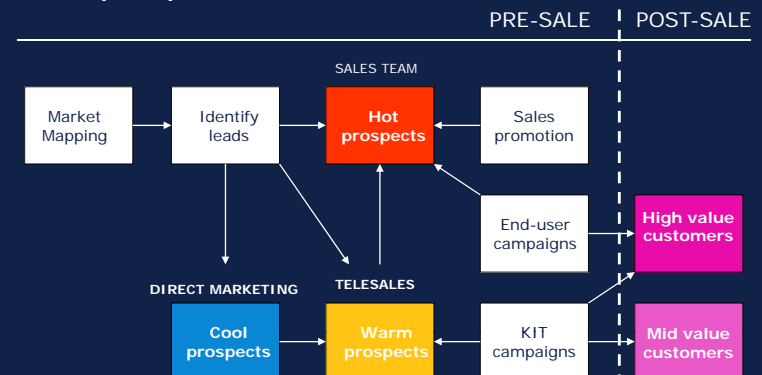 PRE-SALE
POST-SALE
SALES TEAM
Market
Mapping
Identify
leads
Hot
prospects
Sales
promotion
End-user
campaigns
High value
customers
DIRECT MARKETING
TELESALES
Cool
prospects
Warm
prospects
KIT
campaigns
Mid value
customers